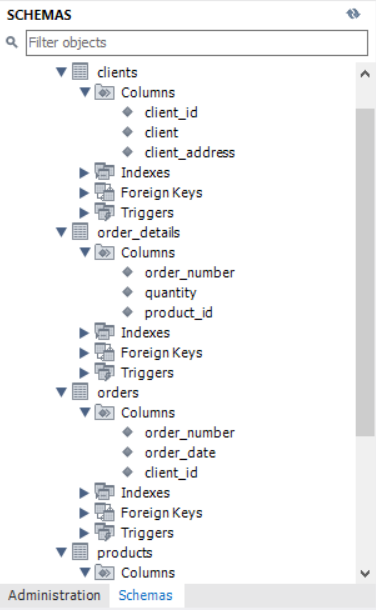 SCHEMAS
Filter objects
clients
Columns
client_id
client
client_address
Indexes
Foreign Keys
Triggers
order_details
Columns
order_number
quantity
product_id
Indexes
Foreign Keys
Triggers
orders
Columns
order_number
order_date
client_id
Indexes
Foreign Keys
Triggers
products
Columns
Administration Schemas